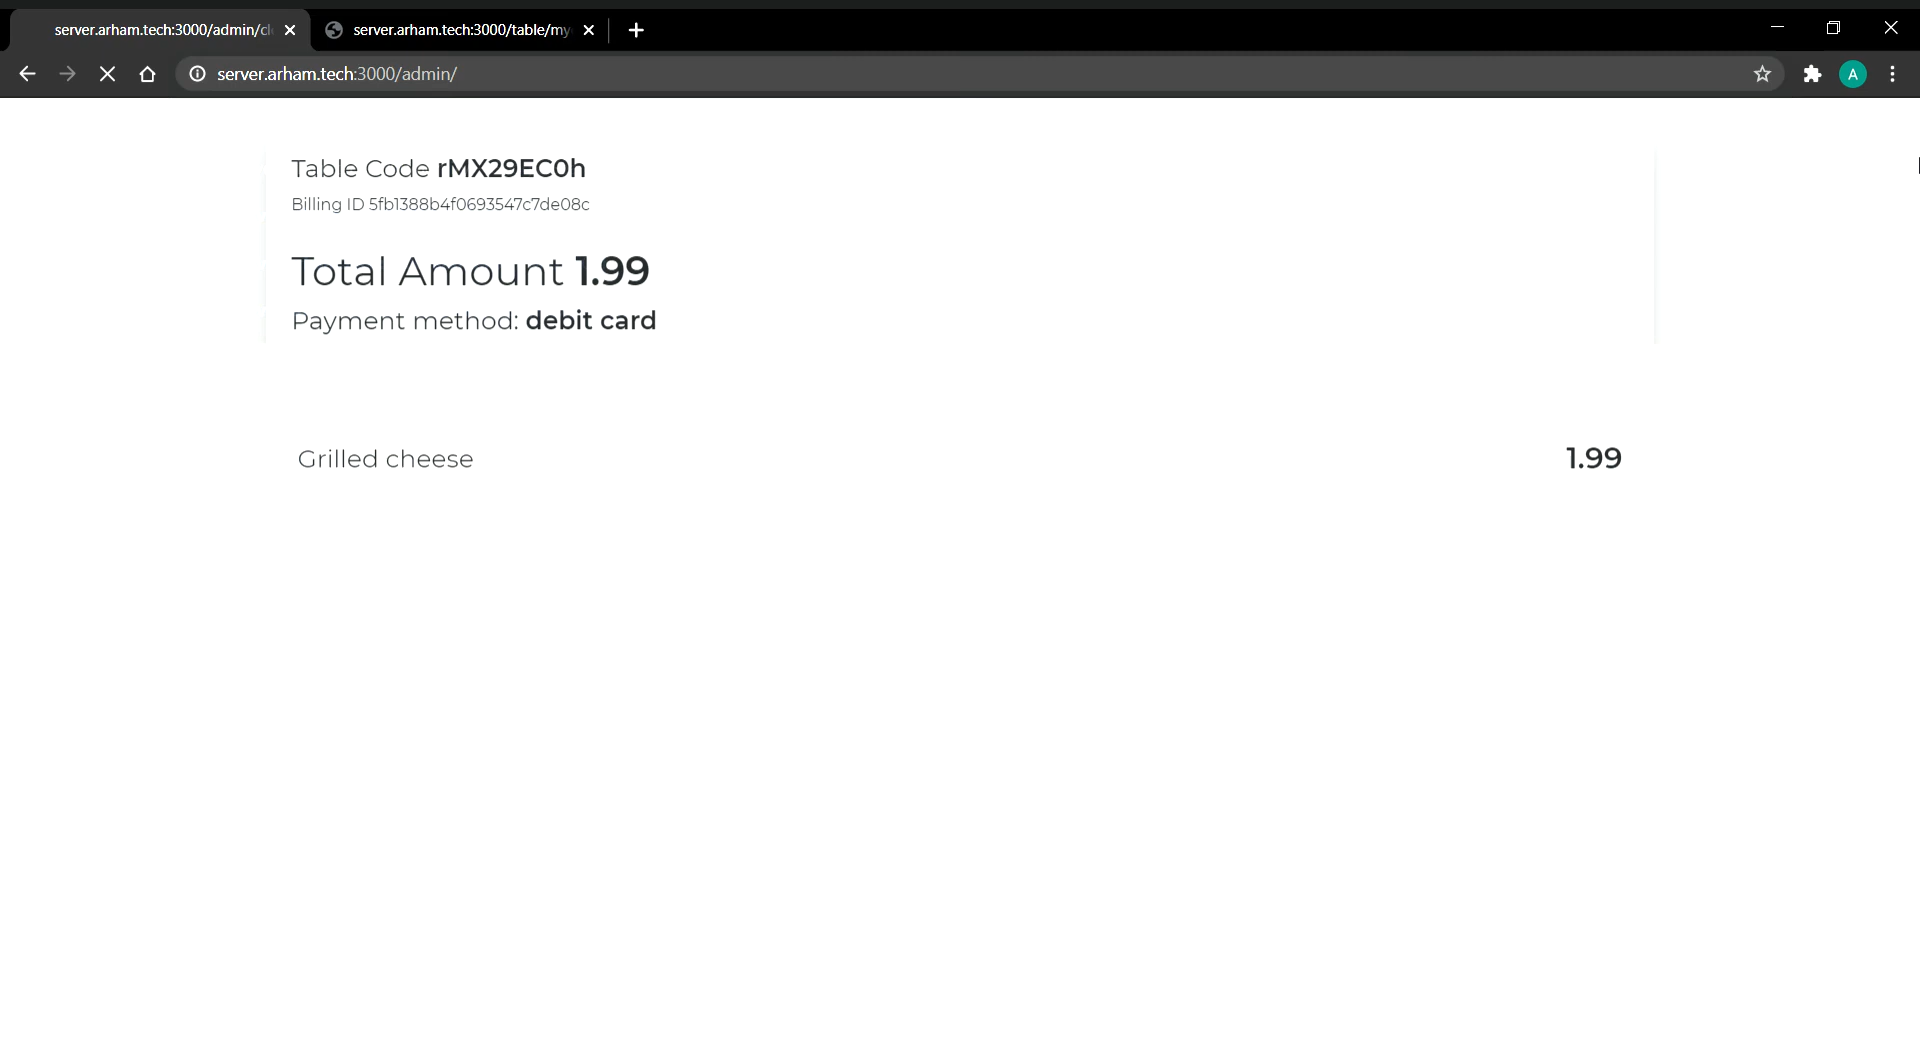 server.arham.tech:3000/admin/cl
server.arham.tech:3000/table/my
server.arham.tech:3000/admin/
A
Table Code rMX29EC0h
Billing ID 5fb1388b4f0693547c7de08c
Total Amount 1.99
Payment method: debit card
Grilled cheese 1.99